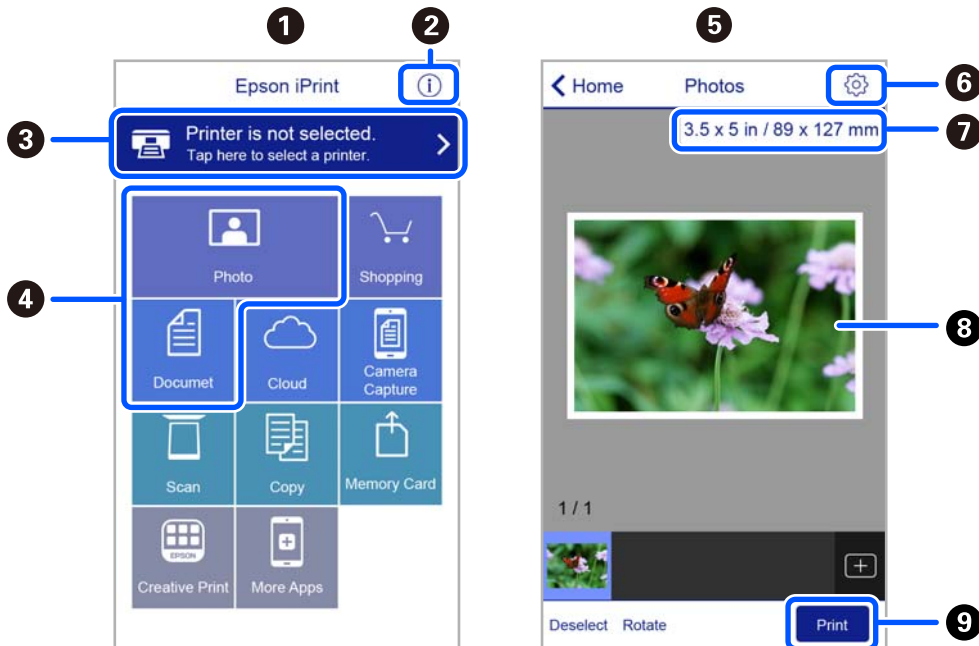 1
2
Epson iPrint
3
Printer is not selected.
Tap here to select a printer.
4
Photo
Shopping
Documet
Cloud
Camera
Capture
Scan
Copy
Memory Card
EPSON
Creative Print
More Apps
5
Home
Photos
6
3.5 x 5 in / 89 x 127 mm
7
8
1 / 1
Deselect
Rotate
Print
9